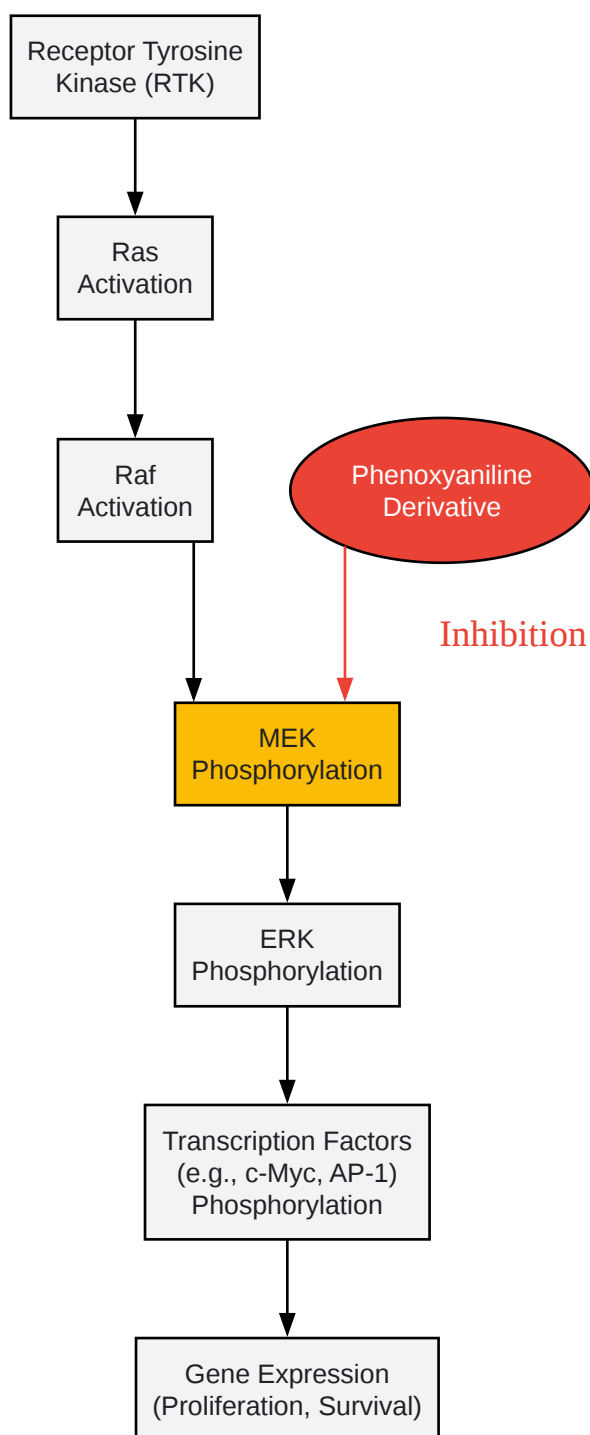 Receptor Tyrosine
Kinase (RTK)
Ras
Activation
Raf
Activation
Phenoxyaniline
Derivative
Inhibition
MEK
Phosphorylation
ERK
Phosphorylation
Transcription Factors
(e.g., c-Myc, AP-1)
Phosphorylation
Gene Expression
(Proliferation, Survival)